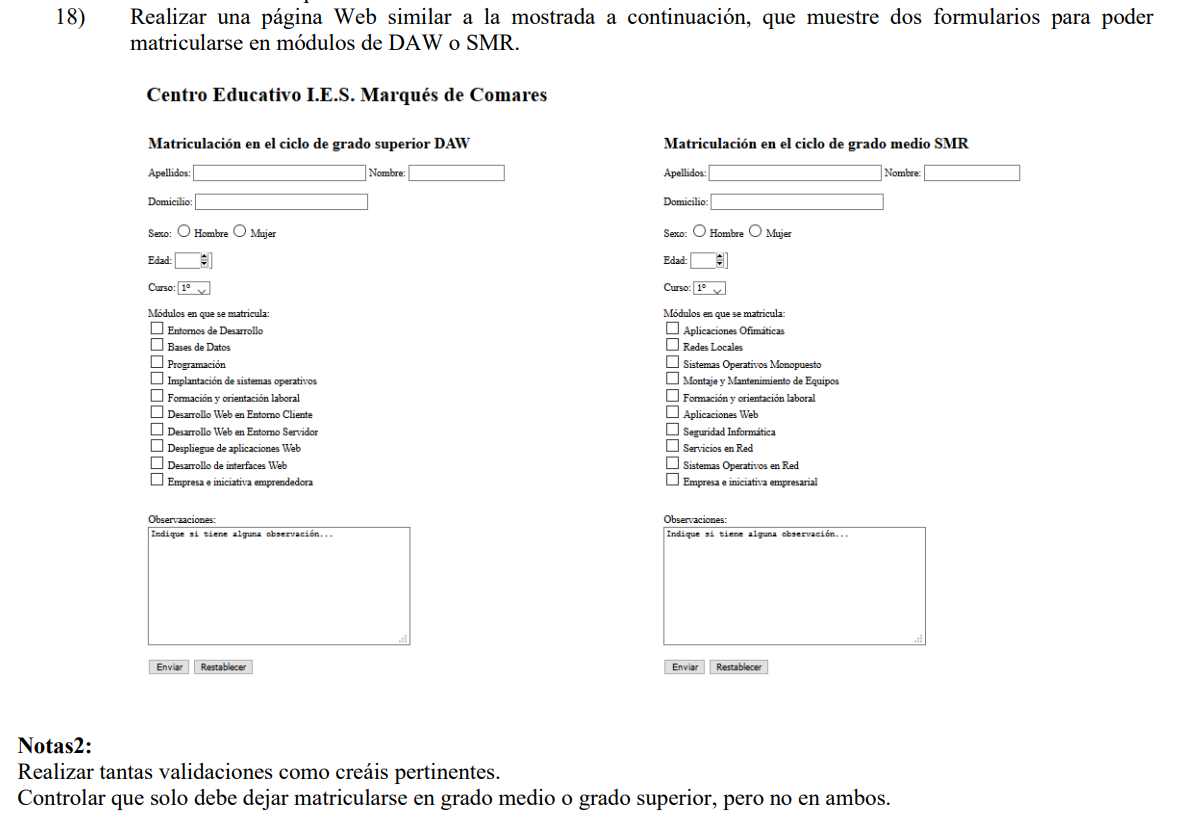 18) Realizar una página Web similar a la mostrada a continuación, que muestre dos formularios para poder
matricularse en módulos de DAW o SMR.
Centro Educativo I.E.S. Marqués de Comares
Matriculación en el ciclo de grado superior DAW
Apellidos: Nombre:
Domicilio:
Sexo: Hombre Mujer
Edad:
Curso: 1º
Módulos en que se matricula:
Entornos de Desarrollo
Bases de Datos
Programación
Implantación de sistemas operativos
Formación y orientación laboral
Desarrollo Web en Entorno Cliente
Desarrollo Web en Entorno Servidor
Despliegue de aplicaciones Web
Desarrollo de interfaces Web
Empresa e iniciativa emprendedora
Observaaciones:
Indique si tiene alguna observación...
Enviar Restablecer
Matriculación en el ciclo de grado medio SMR
Apellidos: Nombre:
Domicilio:
Sexo: Hombre Mujer
Edad:
Curso: 1º
Módulos en que se matricula:
Aplicaciones Ofimáticas
Redes Locales
Sistemas Operativos Monopuesto
Montaje y Mantenimiento de Equipos
Formación y orientación laboral
Aplicaciones Web
Seguridad Informática
Servicios en Red
Sistemas Operativos en Red
Empresa e iniciativa empresarial
Observaciones:
Indique si tiene alguna observación...
Enviar Restablecer
Notas2:
Realizar tantas validaciones como creáis pertinentes.
Controlar que solo debe dejar matricularse en grado medio o grado superior, pero no en ambos.